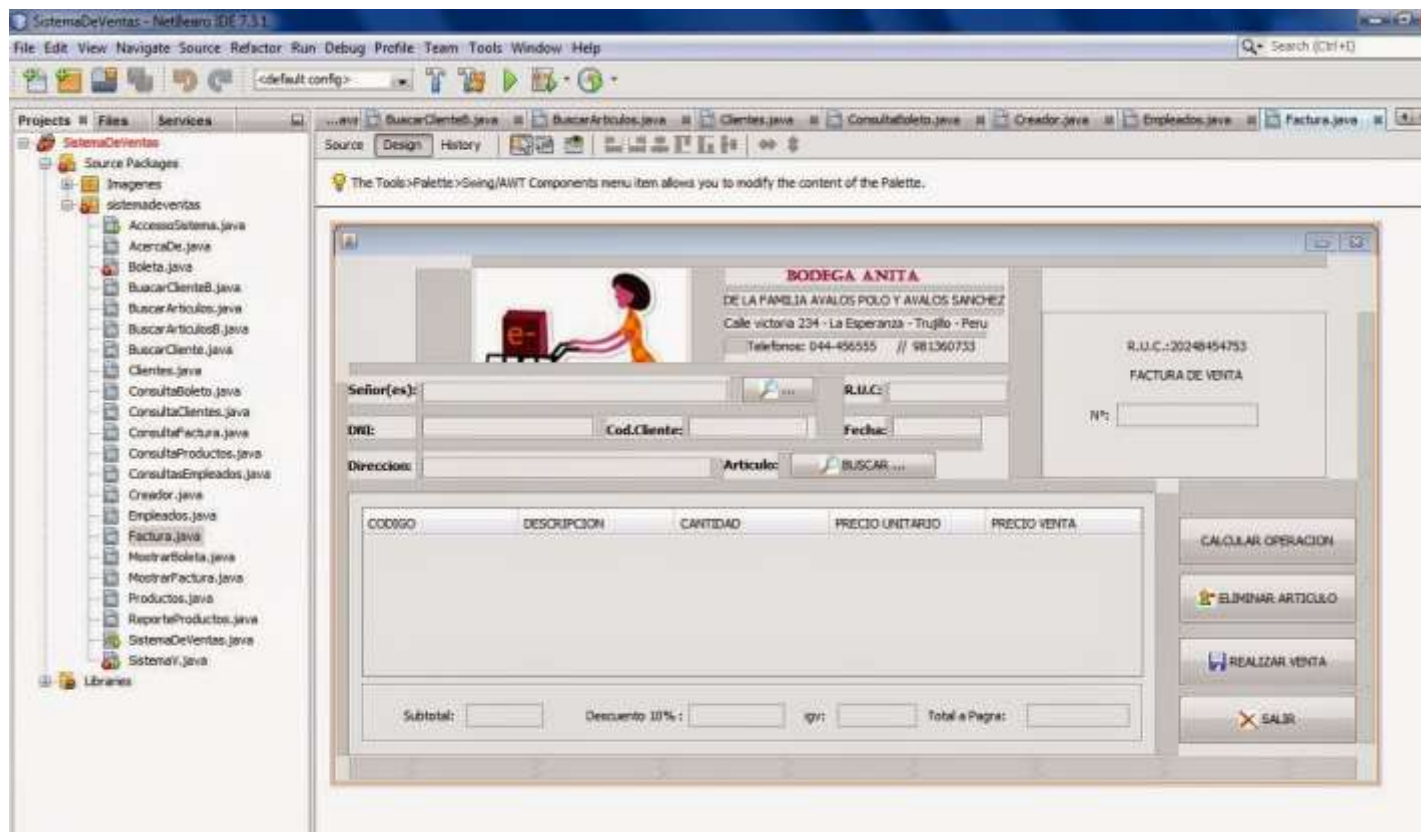 SistemaDeVentas - NetBeans IDE 7.3.1
File Edit View Navigate Source Refactor Run Debug Profile Team Tools Window Help
Search (Ctrl+I)
<default config>
Projects Files Services
...avr BuscarClienteB.java BuscarArticulos.java Clientes.java ConsultaBoleto.java Creador.java Empleados.java Factura.java
Source Design History
The Tools>Palette>Swing/AWT Components menu item allows you to modify the content of the Palette.
SistemaDeVentas
Source Packages
Imagenes
sistemadeventas
AccesoSistema.java
AcercaDe.java
Boleta.java
BuacarClienteB.java
BuscarArticulos.java
BuscarArticulosB.java
BuscarCliente.java
Clientes.java
ConsultaBoleto.java
ConsultaClientes.java
ConsultaFactura.java
ConsultaProductos.java
ConsultasEmpleados.java
Creador.java
Empleados.java
Factura.java
MostrarBoleta.java
MostrarFactura.java
Productos.java
ReporteProductos.java
SistemaDeVentas.java
SistemaV.java
Libraries
e-
BODEGA ANITA
DE LA FAMILIA AVALOS POLO Y AVALOS SANCHEZ
Calle victoria 234 - La Esperanza - Trujillo - Peru
Telefonos: 044-456555 // 981360733
R.U.C.:20248454753
FACTURA DE VENTA
Nº:
Señor(es): ... R.U.C:
DNI: Cod.Cliente: Fecha:
Direccion: Articulo: BUSCAR ...
CODIGO DESCRIPCION CANTIDAD PRECIO UNITARIO PRECIO VENTA
CALCULAR OPERACION
ELIMINAR ARTICULO
REALIZAR VENTA
SALIR
Subtotal: Descuento 10% : igv: Total a Pagra: